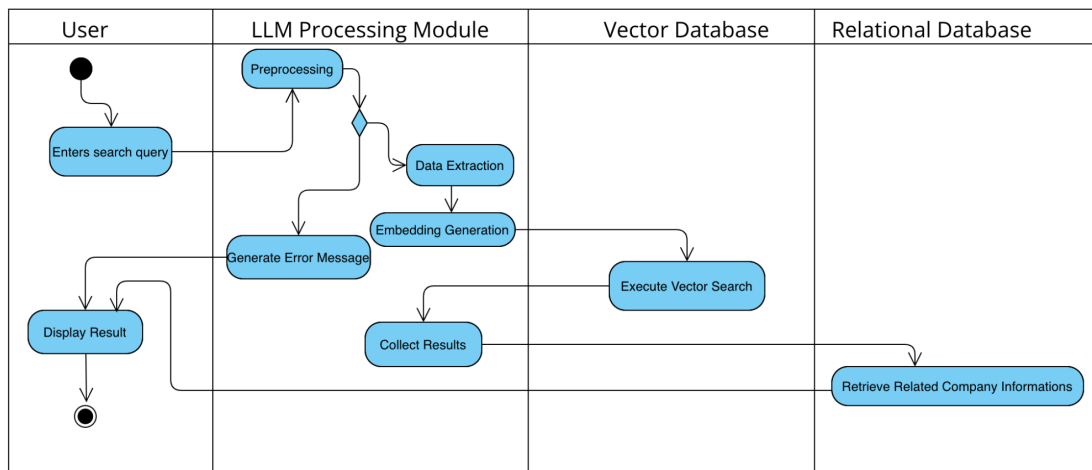 User
LLM Processing Module
Vector Database
Relational Database
Preprocessing
Enters search query
Data Extraction
Embedding Generation
Generate Error Message
Execute Vector Search
Display Result
Collect Results
Retrieve Related Company Informations